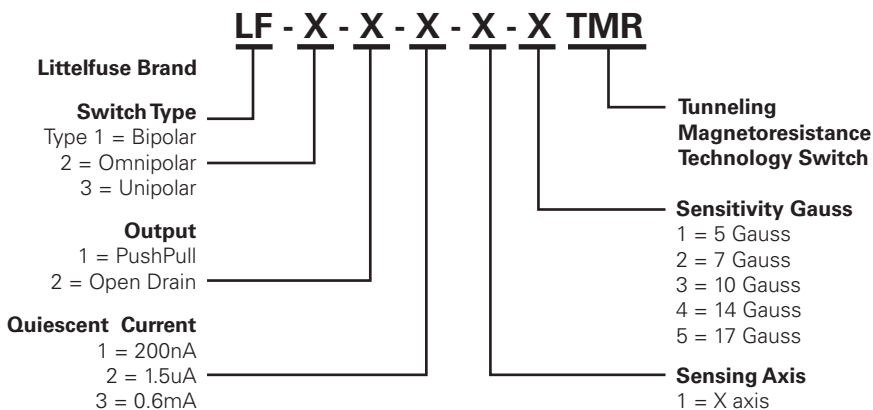 LF - X - X - X - X - X TMR
Littelfuse Brand
Switch Type
Type 1 = Bipolar
2 = Omnipolar
3 = Unipolar
Output
1 = PushPull
2 = Open Drain
Quiescent Current
1 = 200nA
2 = 1.5uA
3 = 0.6mA
Tunneling
Magnetoresistance
Technology Switch
Sensitivity Gauss
1 = 5 Gauss
2 = 7 Gauss
3 = 10 Gauss
4 = 14 Gauss
5 = 17 Gauss
Sensing Axis
1 = X axis